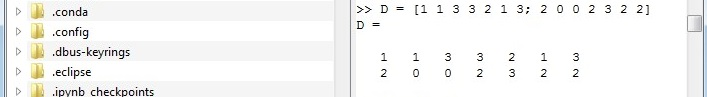 .conda
.config
.dbus-keyrings
.eclipse
.ipynb_checkpoints
>> D = [1 1 3 3 2 1 3; 2 0 0 2 3 2 2]
D =
1 1 3 3 2 1 3
2 0 0 2 3 2 2